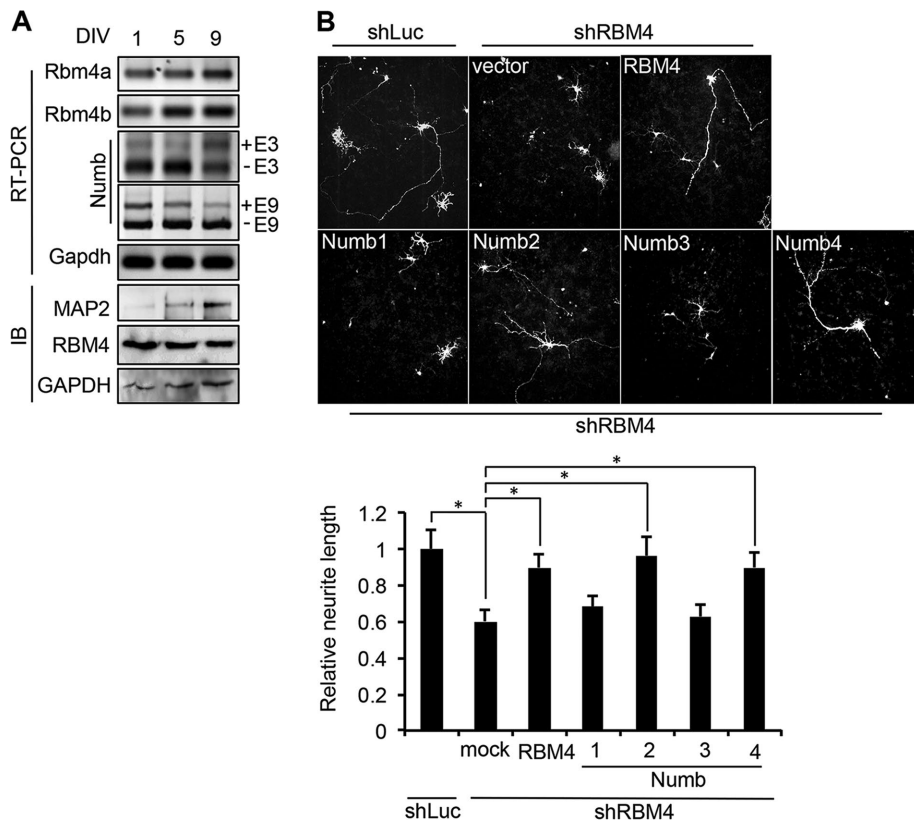 A
DIV
1 5 9
RT-PCR
Rbm4a
Rbm4b
Numb
+E3
-E3
+E9
-E9
Gapdh
IB
MAP2
RBM4
GAPDH
B
shLuc
shRBM4
vector
RBM4
Numb1
Numb2
Numb3
Numb4
shRBM4
Relative neurite length
1.2
1
0.8
0.6
0.4
0.2
0
*
*
*
*
mock
RBM4
1 2 3 4
Numb
shLuc
shRBM4